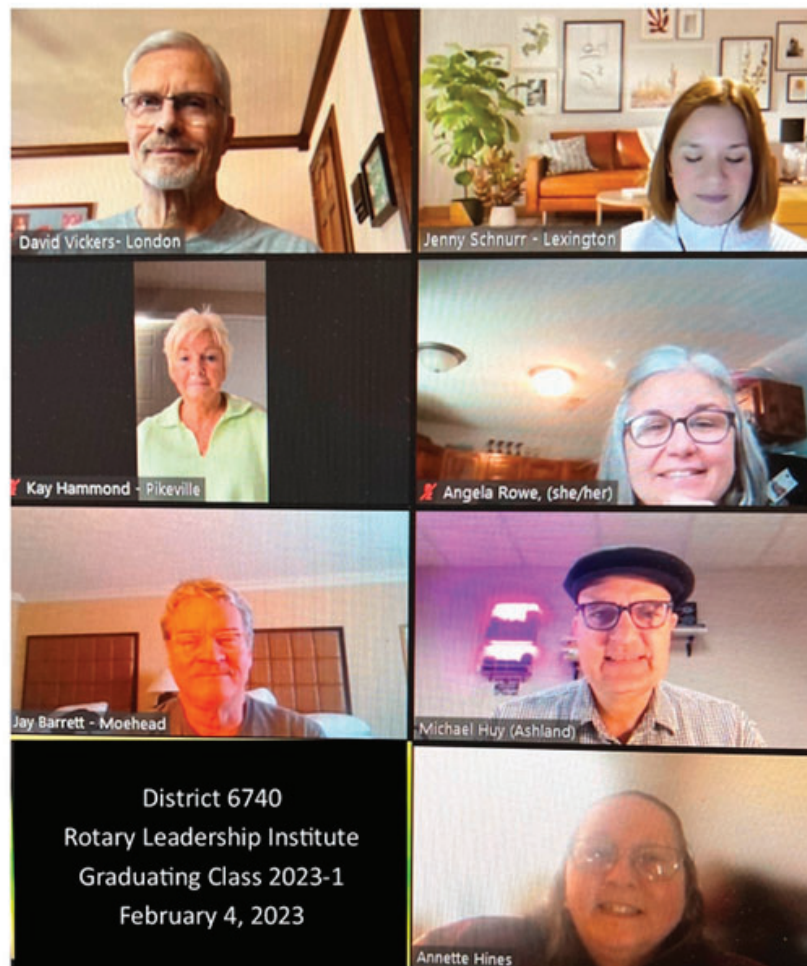 David Vickers- London
Jenny Schnurr - Lexington
Kay Hammond - Pikeville
Angela Rowe, (she/her)
Jay Barrett - Moehead
Michael Huy (Ashland)
District 6740
Rotary Leadership Institute
Graduating Class 2023-1
February 4, 2023
Annette Hines